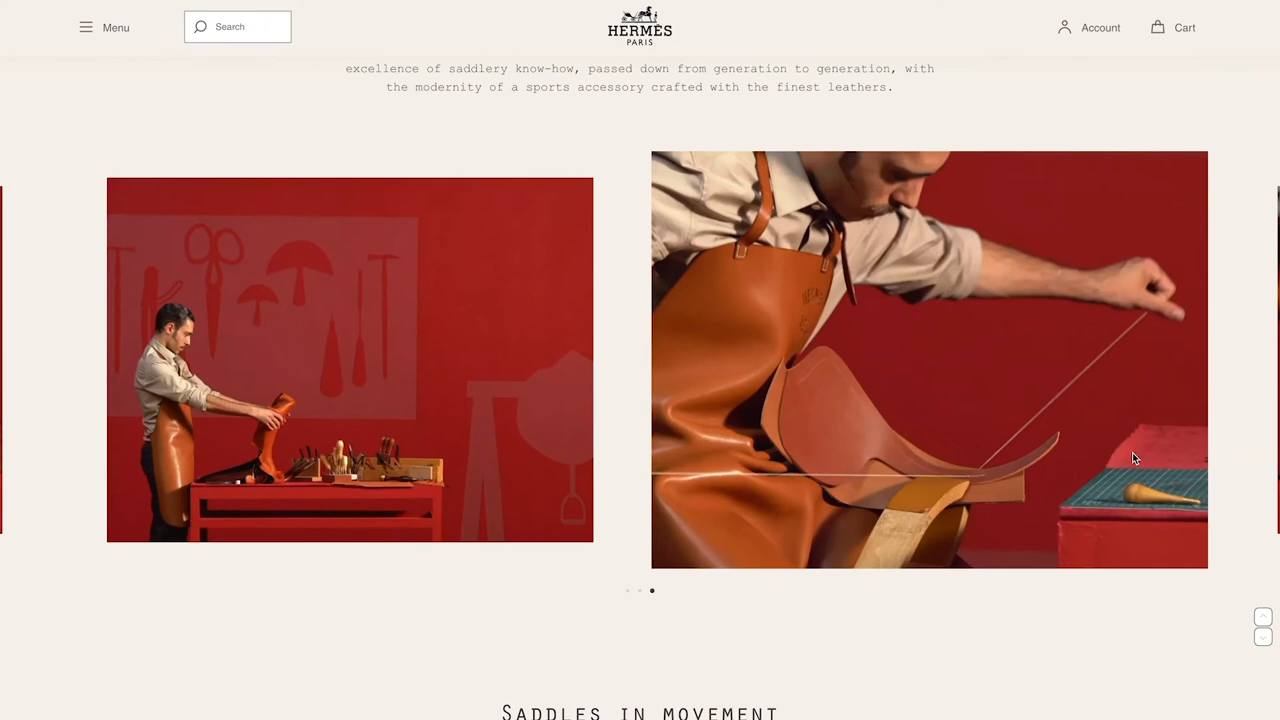 Menu
Search
HERMÈS
PARIS
Account
Cart
excellence of saddlery know-how, passed down from generation to generation, with
the modernity of a sports accessory crafted with the finest leathers.
SADDLES IN MOVEMENT